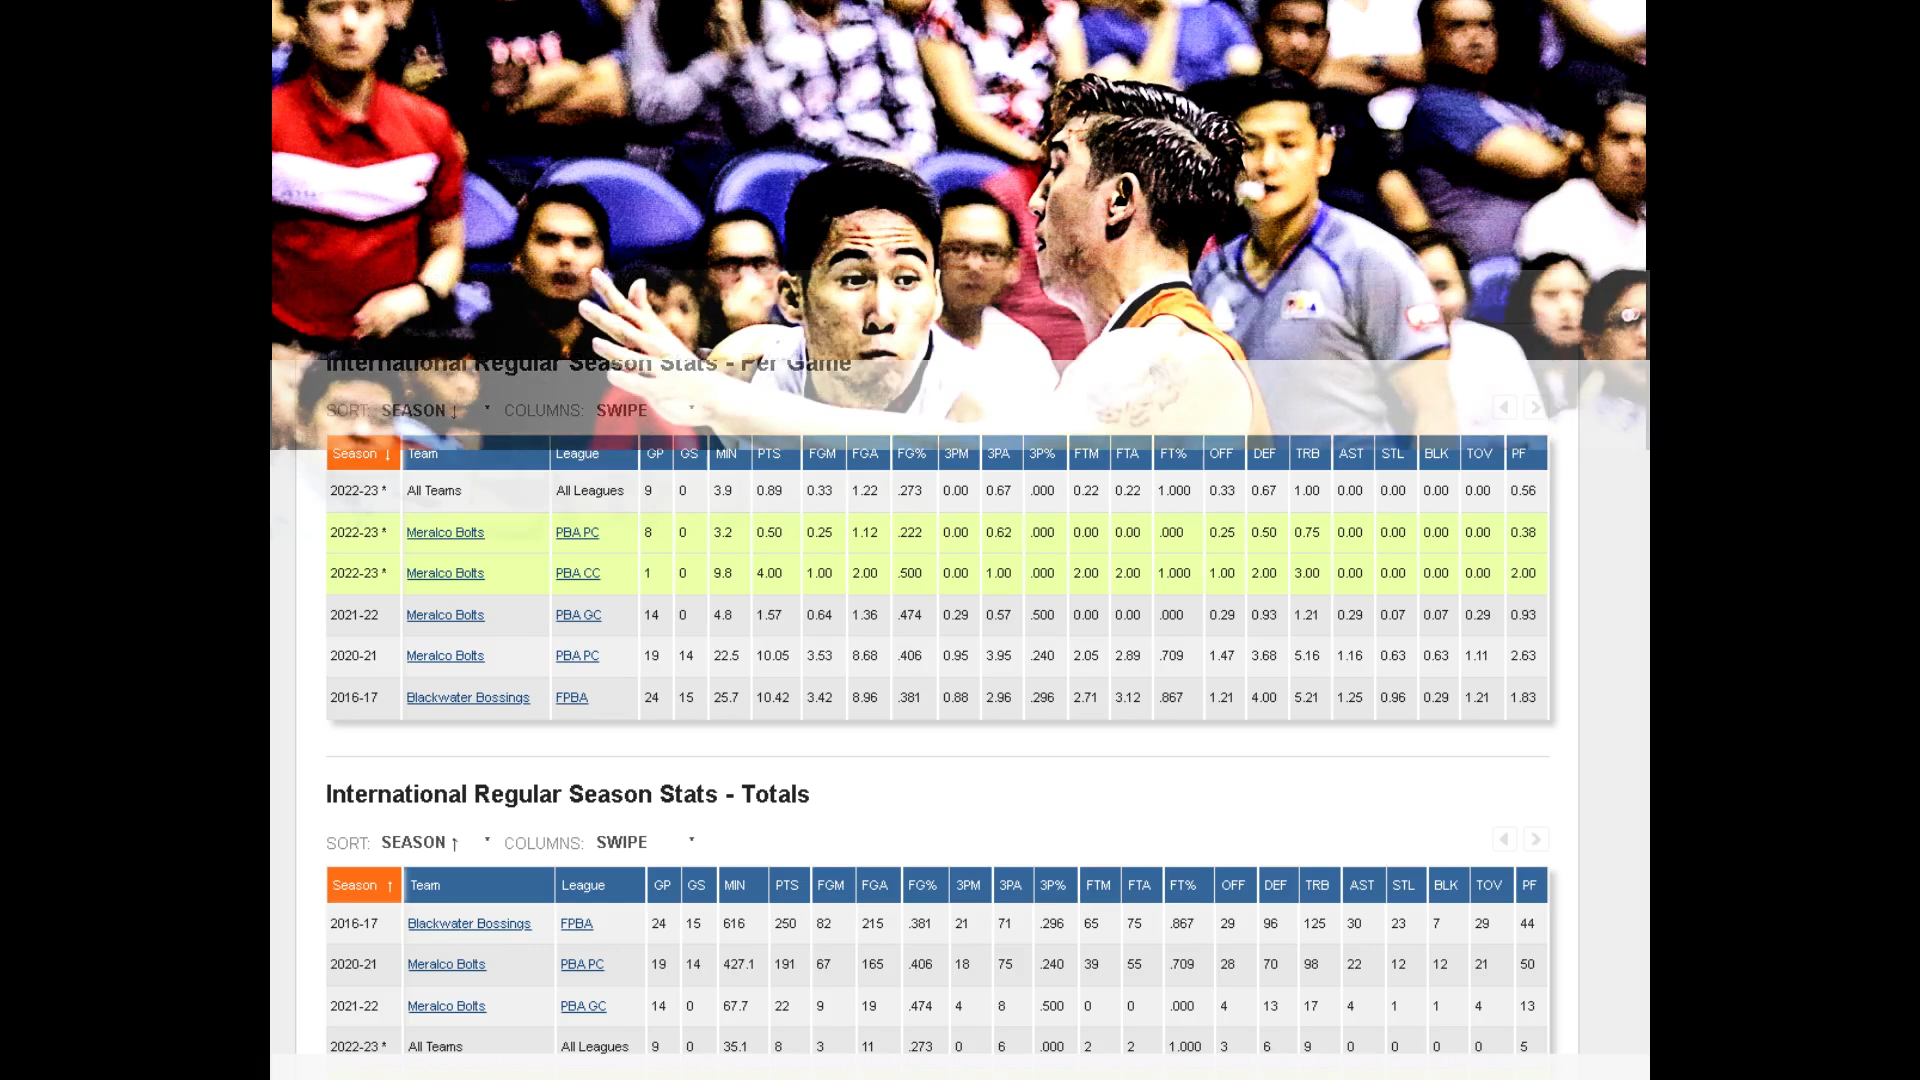 International Regular Season Stats - Per Game
SORT: SEASON ↓ COLUMNS: SWIPE
Season ↓ Team League GP GS MIN PTS FGM FGA FG% 3PM 3PA 3P% FTM FTA FT% OFF DEF TRB AST STL BLK TOV PF
2022-23 * All Teams All Leagues 9 0 3.9 0.89 0.33 1.22 .273 0.00 0.67 .000 0.22 0.22 1.000 0.33 0.67 1.00 0.00 0.00 0.00 0.00 0.56
2022-23 * Meralco Bolts PBA PC 8 0 3.2 0.50 0.25 1.12 .222 0.00 0.62 .000 0.00 0.00 .000 0.25 0.50 0.75 0.00 0.00 0.00 0.00 0.38
2022-23 * Meralco Bolts PBA CC 1 0 9.8 4.00 1.00 2.00 .500 0.00 1.00 .000 2.00 2.00 1.000 1.00 2.00 3.00 0.00 0.00 0.00 0.00 2.00
2021-22 Meralco Bolts PBA GC 14 0 4.8 1.57 0.64 1.36 .474 0.29 0.57 .500 0.00 0.00 .000 0.29 0.93 1.21 0.29 0.07 0.07 0.29 0.93
2020-21 Meralco Bolts PBA PC 19 14 22.5 10.05 3.53 8.68 .406 0.95 3.95 .240 2.05 2.89 .709 1.47 3.68 5.16 1.16 0.63 0.63 1.11 2.63
2016-17 Blackwater Bossings FPBA 24 15 25.7 10.42 3.42 8.96 .381 0.88 2.96 .296 2.71 3.12 .867 1.21 4.00 5.21 1.25 0.96 0.29 1.21 1.83
International Regular Season Stats - Totals
SORT: SEASON ↑ COLUMNS: SWIPE
Season ↑ Team League GP GS MIN PTS FGM FGA FG% 3PM 3PA 3P% FTM FTA FT% OFF DEF TRB AST STL BLK TOV PF
2016-17 Blackwater Bossings FPBA 24 15 616 250 82 215 .381 21 71 .296 65 75 .867 29 96 125 30 23 7 29 44
2020-21 Meralco Bolts PBA PC 19 14 427.1 191 67 165 .406 18 75 .240 39 55 .709 28 70 98 22 12 12 21 50
2021-22 Meralco Bolts PBA GC 14 0 67.7 22 9 19 .474 4 8 .500 0 0 .000 4 13 17 4 1 1 4 13
2022-23 * All Teams All Leagues 9 0 35.1 8 3 11 .273 0 6 .000 2 2 1.000 3 6 9 0 0 0 0 5